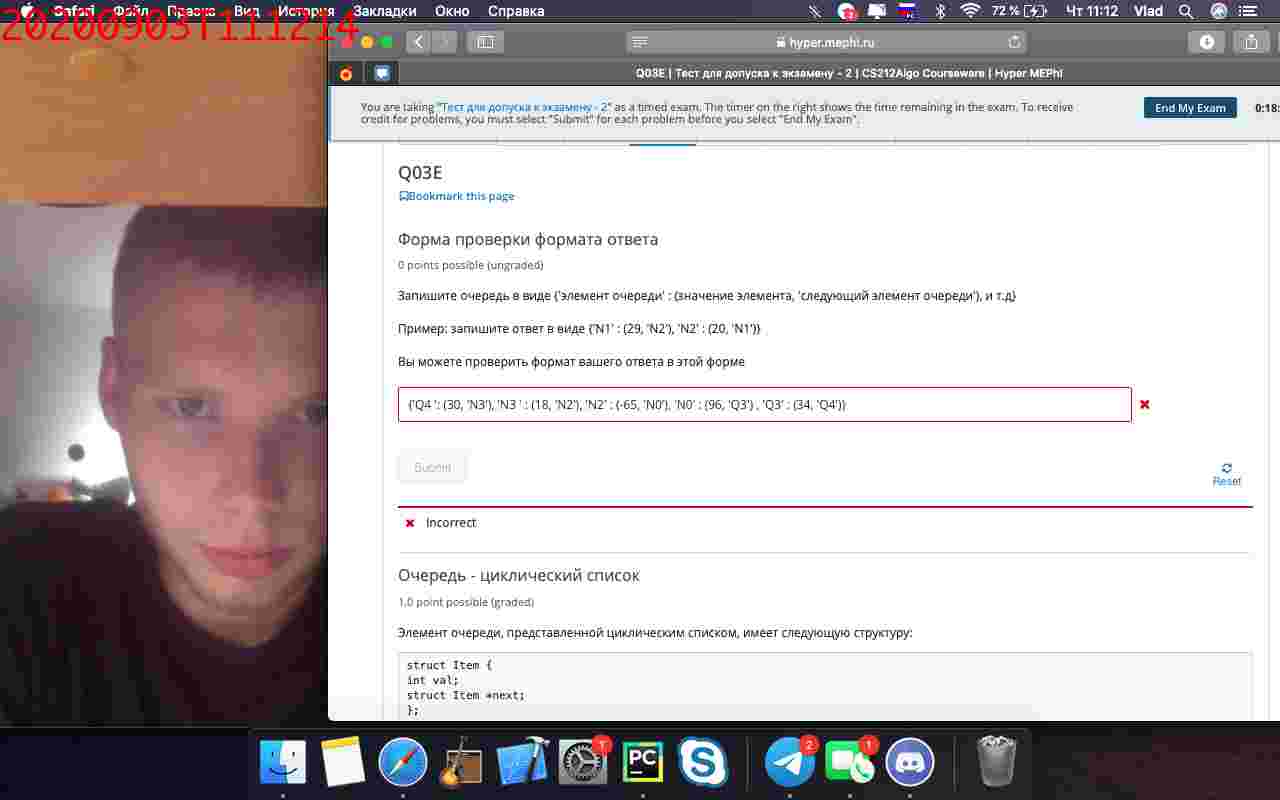 Safari Файл Правка Вид История Закладки Окно Справка 72 % Чт 11:12 Vlad
20200903T111214
hyper.mephi.ru
Q03E | Тест для допуска к экзамену - 2 | CS212Algo Courseware | Hyper MEPhI
You are taking "Тест для допуска к экзамену - 2" as a timed exam. The timer on the right shows the time remaining in the exam. To receive
credit for problems, you must select "Submit" for each problem before you select "End My Exam".
End My Exam
0:18:
Q03E
Bookmark this page
Форма проверки формата ответа
0 points possible (ungraded)
Запишите очередь в виде {'элемент очереди' : (значение элемента, 'следующий элемент очереди'), и т.д}
Пример: запишите ответ в виде {'N1' : (29, 'N2'), 'N2' : (20, 'N1')}
Вы можете проверить формат вашего ответа в этой форме
{'Q4 ': (30, 'N3'), 'N3 ' : (18, 'N2'), 'N2' : (-65, 'N0'), 'N0' : (96, 'Q3') , 'Q3' : (34, 'Q4')}
Submit
Reset
Incorrect
Очередь - циклический список
1.0 point possible (graded)
Элемент очереди, представленной циклическим списком, имеет следующую структуру:
struct Item {
int val;
struct Item *next;
};
PC
2
1